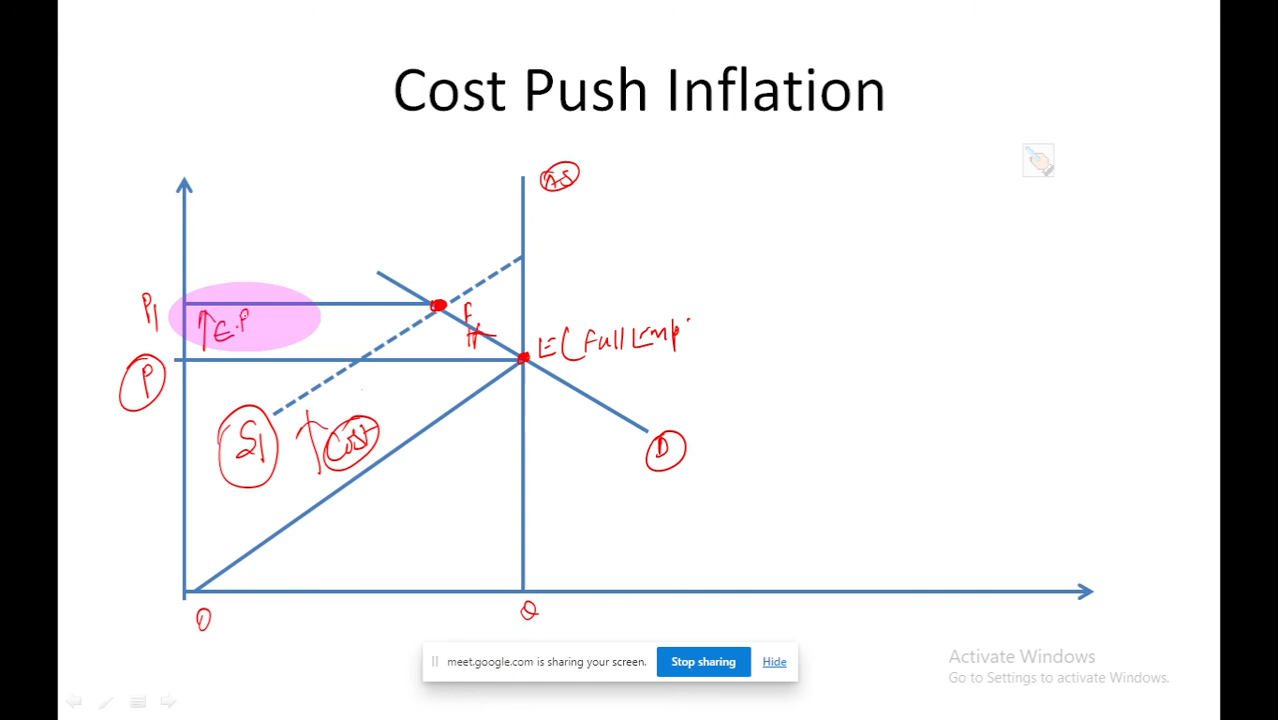 Cost Push Inflation
AS
P1
↑ E.P
F
E (Full Emp.
P
S1
↑ Cost
D
O
Q
meet.google.com is sharing your screen. Stop sharing Hide
Activate Windows
Go to Settings to activate Windows.